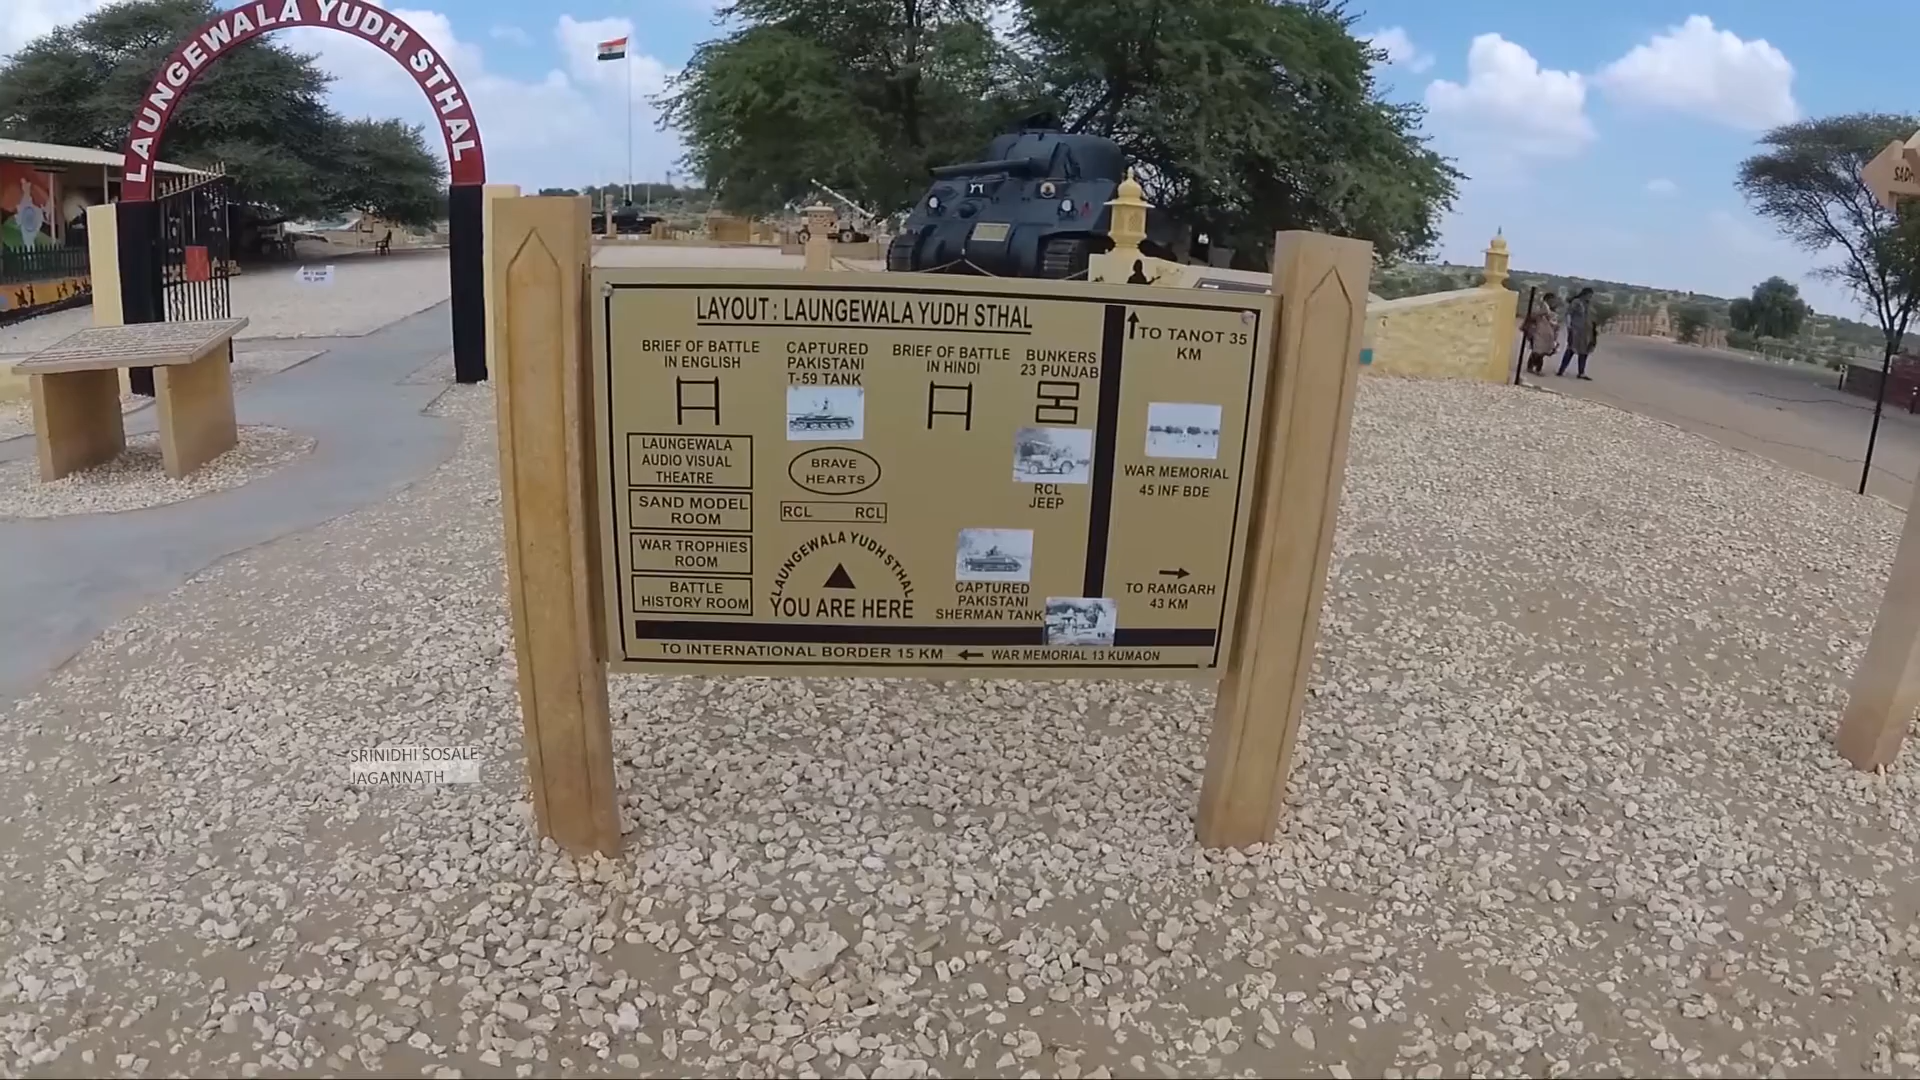 LAUNGEWALA YUDH STHAL
LAYOUT : LAUNGEWALA YUDH STHAL
BRIEF OF BATTLE
IN ENGLISH
CAPTURED
PAKISTANI
T-59 TANK
BRIEF OF BATTLE
IN HINDI
BUNKERS
23 PUNJAB
TO TANOT 35
KM
LAUNGEWALA
AUDIO VISUAL
THEATRE
BRAVE
HEARTS
RCL
JEEP
WAR MEMORIAL
45 INF BDE
SAND MODEL
ROOM
RCL RCL
WAR TROPHIES
ROOM
BATTLE
HISTORY ROOM
LAUNGEWALA YUDH STHAL
YOU ARE HERE
CAPTURED
PAKISTANI
SHERMAN TANK
TO RAMGARH
43 KM
TO INTERNATIONAL BORDER 15 KM
WAR MEMORIAL 13 KUMAON
SRINIDHI SOSALE
JAGANNATH